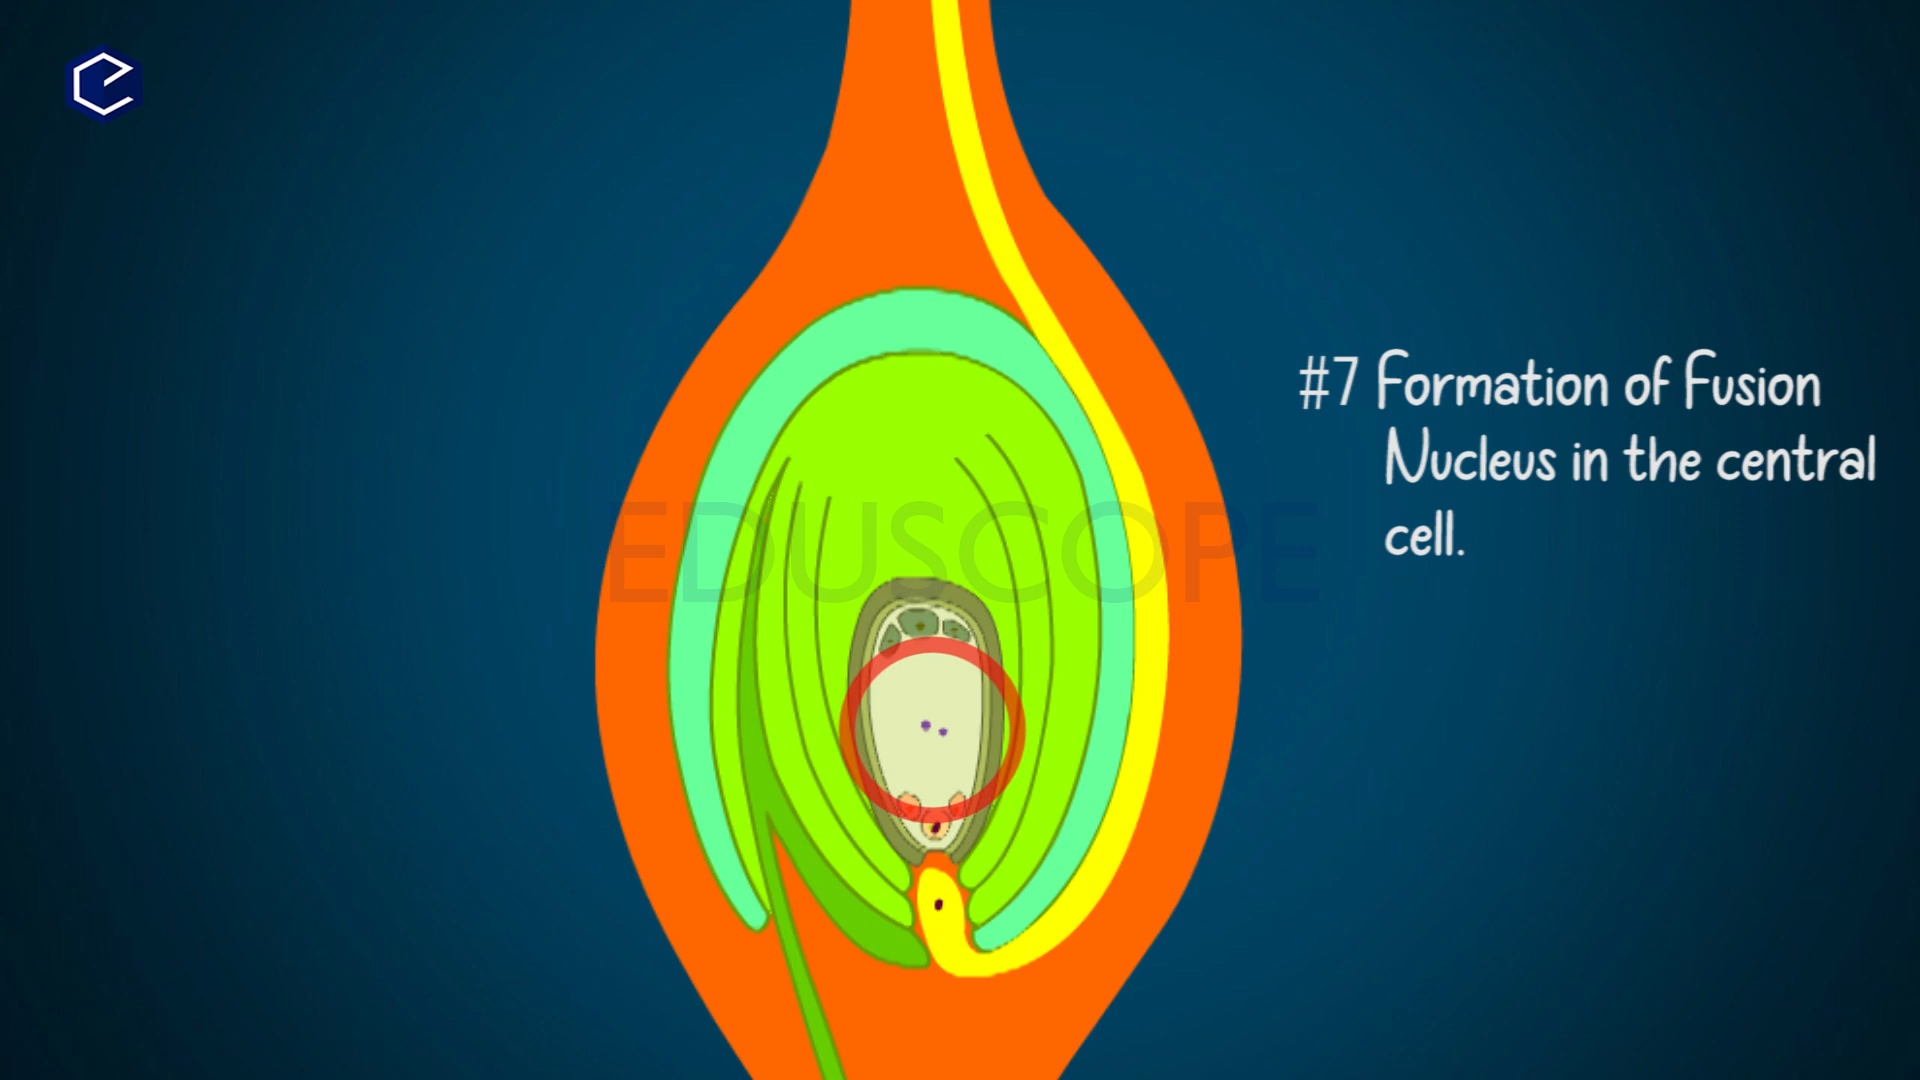 #7 Formation of Fusion
Nucleus in the central
cell.
EDUSCOPE